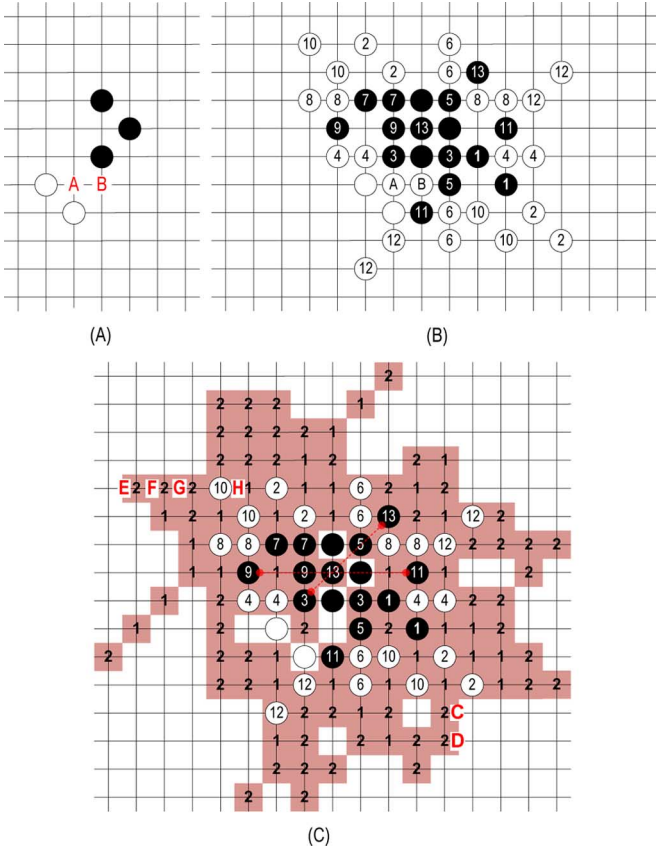 10 2 6
10 2 6 13 12
8 8 7 7 5 8 8 12
9 9 13 11
4 4 3 3 1 4 4
A B A B 5 1
11 6 10 2
12 6 10 2
12
(A) (B)
2
2 2 2 1
2 2 2 2 1
2 2 2 1 2 2 1
E 2 F 2 G 2 10 H 1 2 1 1 6 2 1 2
1 2 1 10 1 2 1 6 13 2 1 12 2
1 8 8 7 7 5 8 8 12 2 2 2 2
1 1 9 9 13 11 1 2
1 2 4 4 3 3 1 4 4 2 2
1 2 2 5 2 1 1 1 2
2 2 2 1 11 6 10 1 2 1 1 2
2 2 1 12 1 6 1 10 1 2 1 2 2
12 2 2 1 2 2 C
1 2 2 1 2 2 D
2 2 2 2
2 2
(C)